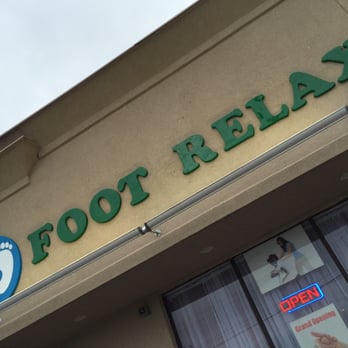 FOOT RELAX
OPEN
Grand Opening